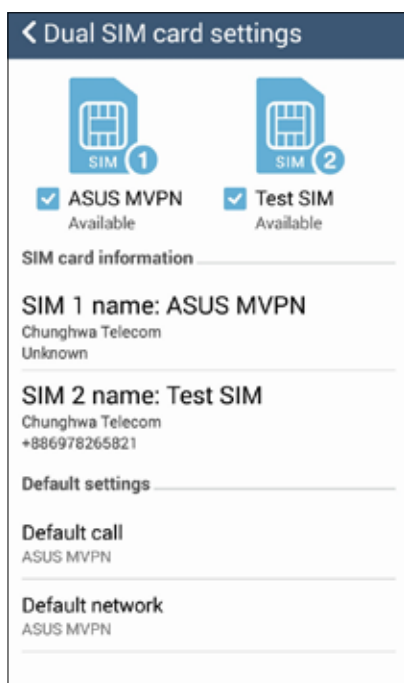 Dual SIM card settings
SIM 1
SIM 2
ASUS MVPN
Test SIM
Available
Available
SIM card information
SIM 1 name: ASUS MVPN
Chunghwa Telecom
Unknown
SIM 2 name: Test SIM
Chunghwa Telecom
+886978265821
Default settings
Default call
ASUS MVPN
Default network
ASUS MVPN